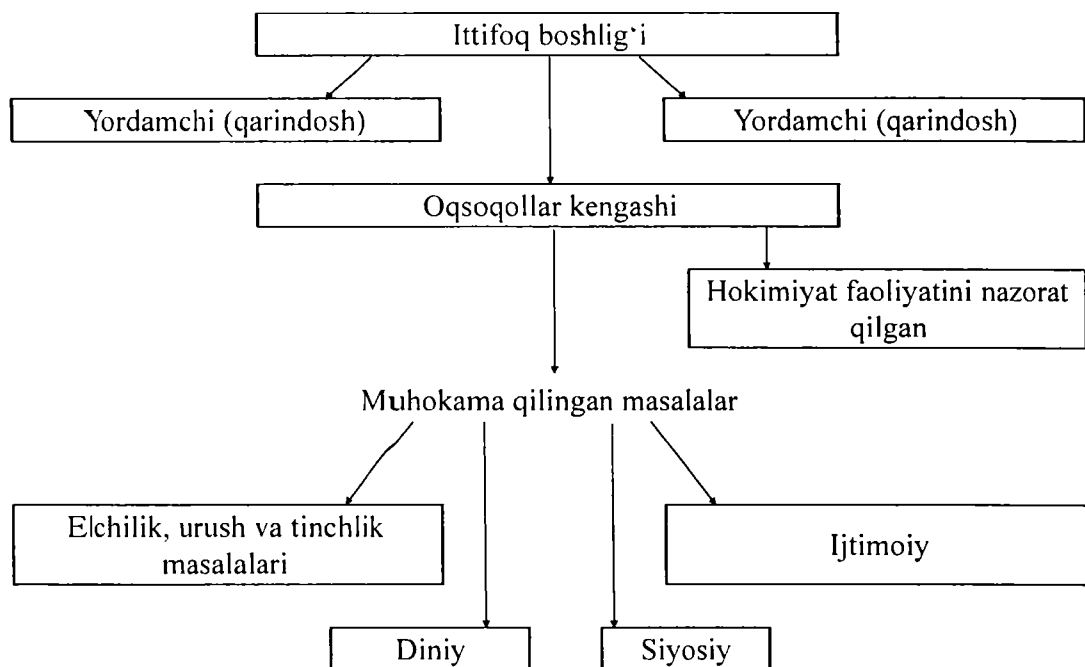 Ittifoq boshlig‘i
Yordamchi (qarindosh)
Yordamchi (qarindosh)
Oqsoqollar kengashi
Hokimiyat faoliyatini nazorat
qilgan
Muhokama qilingan masalalar
Elchilik, urush va tinchlik
masalalari
Ijtimoiy
Diniy
Siyosiy